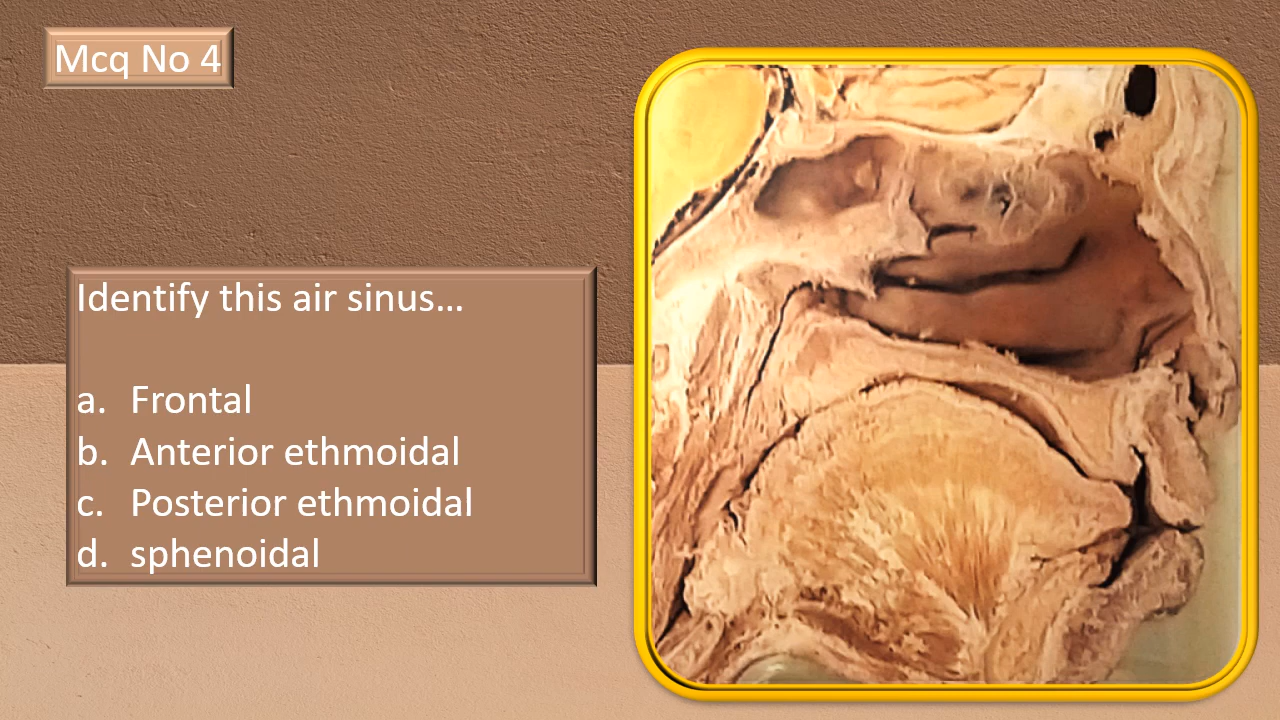 Mcq No 4
Identify this air sinus...
a. Frontal
b. Anterior ethmoidal
c. Posterior ethmoidal
d. sphenoidal